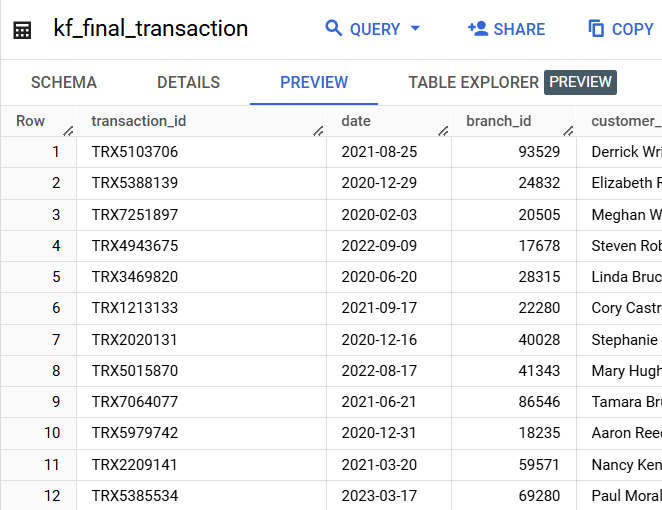 kf_final_transaction QUERY SHARE COPY
SCHEMA DETAILS PREVIEW TABLE EXPLORER PREVIEW
Row transaction_id date branch_id customer_
1 TRX5103706 2021-08-25 93529 Derrick Wri
2 TRX5388139 2020-12-29 24832 Elizabeth R
3 TRX7251897 2020-02-03 20505 Meghan W
4 TRX4943675 2022-09-09 17678 Steven Rob
5 TRX3469820 2020-06-20 28315 Linda Bruc
6 TRX1213133 2021-09-17 22280 Cory Castr
7 TRX2020131 2020-12-16 40028 Stephanie
8 TRX5015870 2022-08-17 41343 Mary Hugh
9 TRX7064077 2021-06-21 86546 Tamara Bru
10 TRX5979742 2020-12-31 18235 Aaron Reed
11 TRX2209141 2021-03-20 59571 Nancy Ken
12 TRX5385534 2023-03-17 69280 Paul Moral